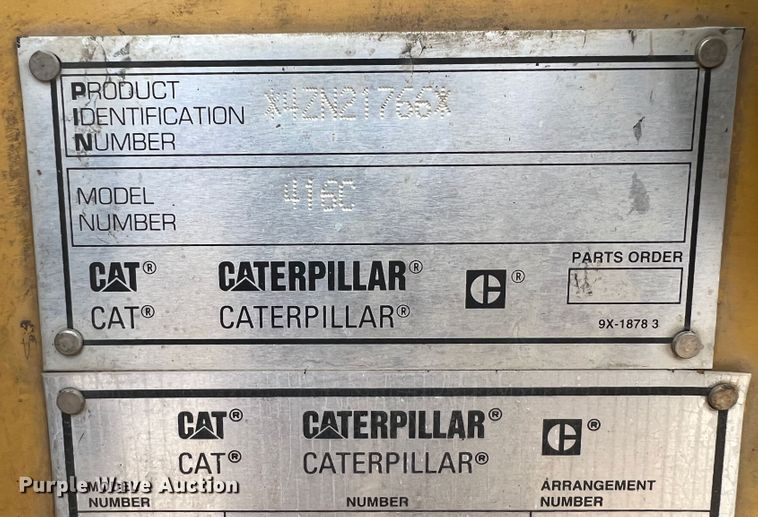 PRODUCT
IDENTIFICATION
NUMBER
*4ZN21766*
MODEL
NUMBER
416C
PARTS ORDER
CAT® CATERPILLAR® C ®
CAT® CATERPILLAR®
9X-1878 3
CAT® CATERPILLAR® C ®
CAT® CATERPILLAR®
MODEL
NUMBER
NUMBER
ARRANGEMENT
NUMBER
Purple Wave Auction